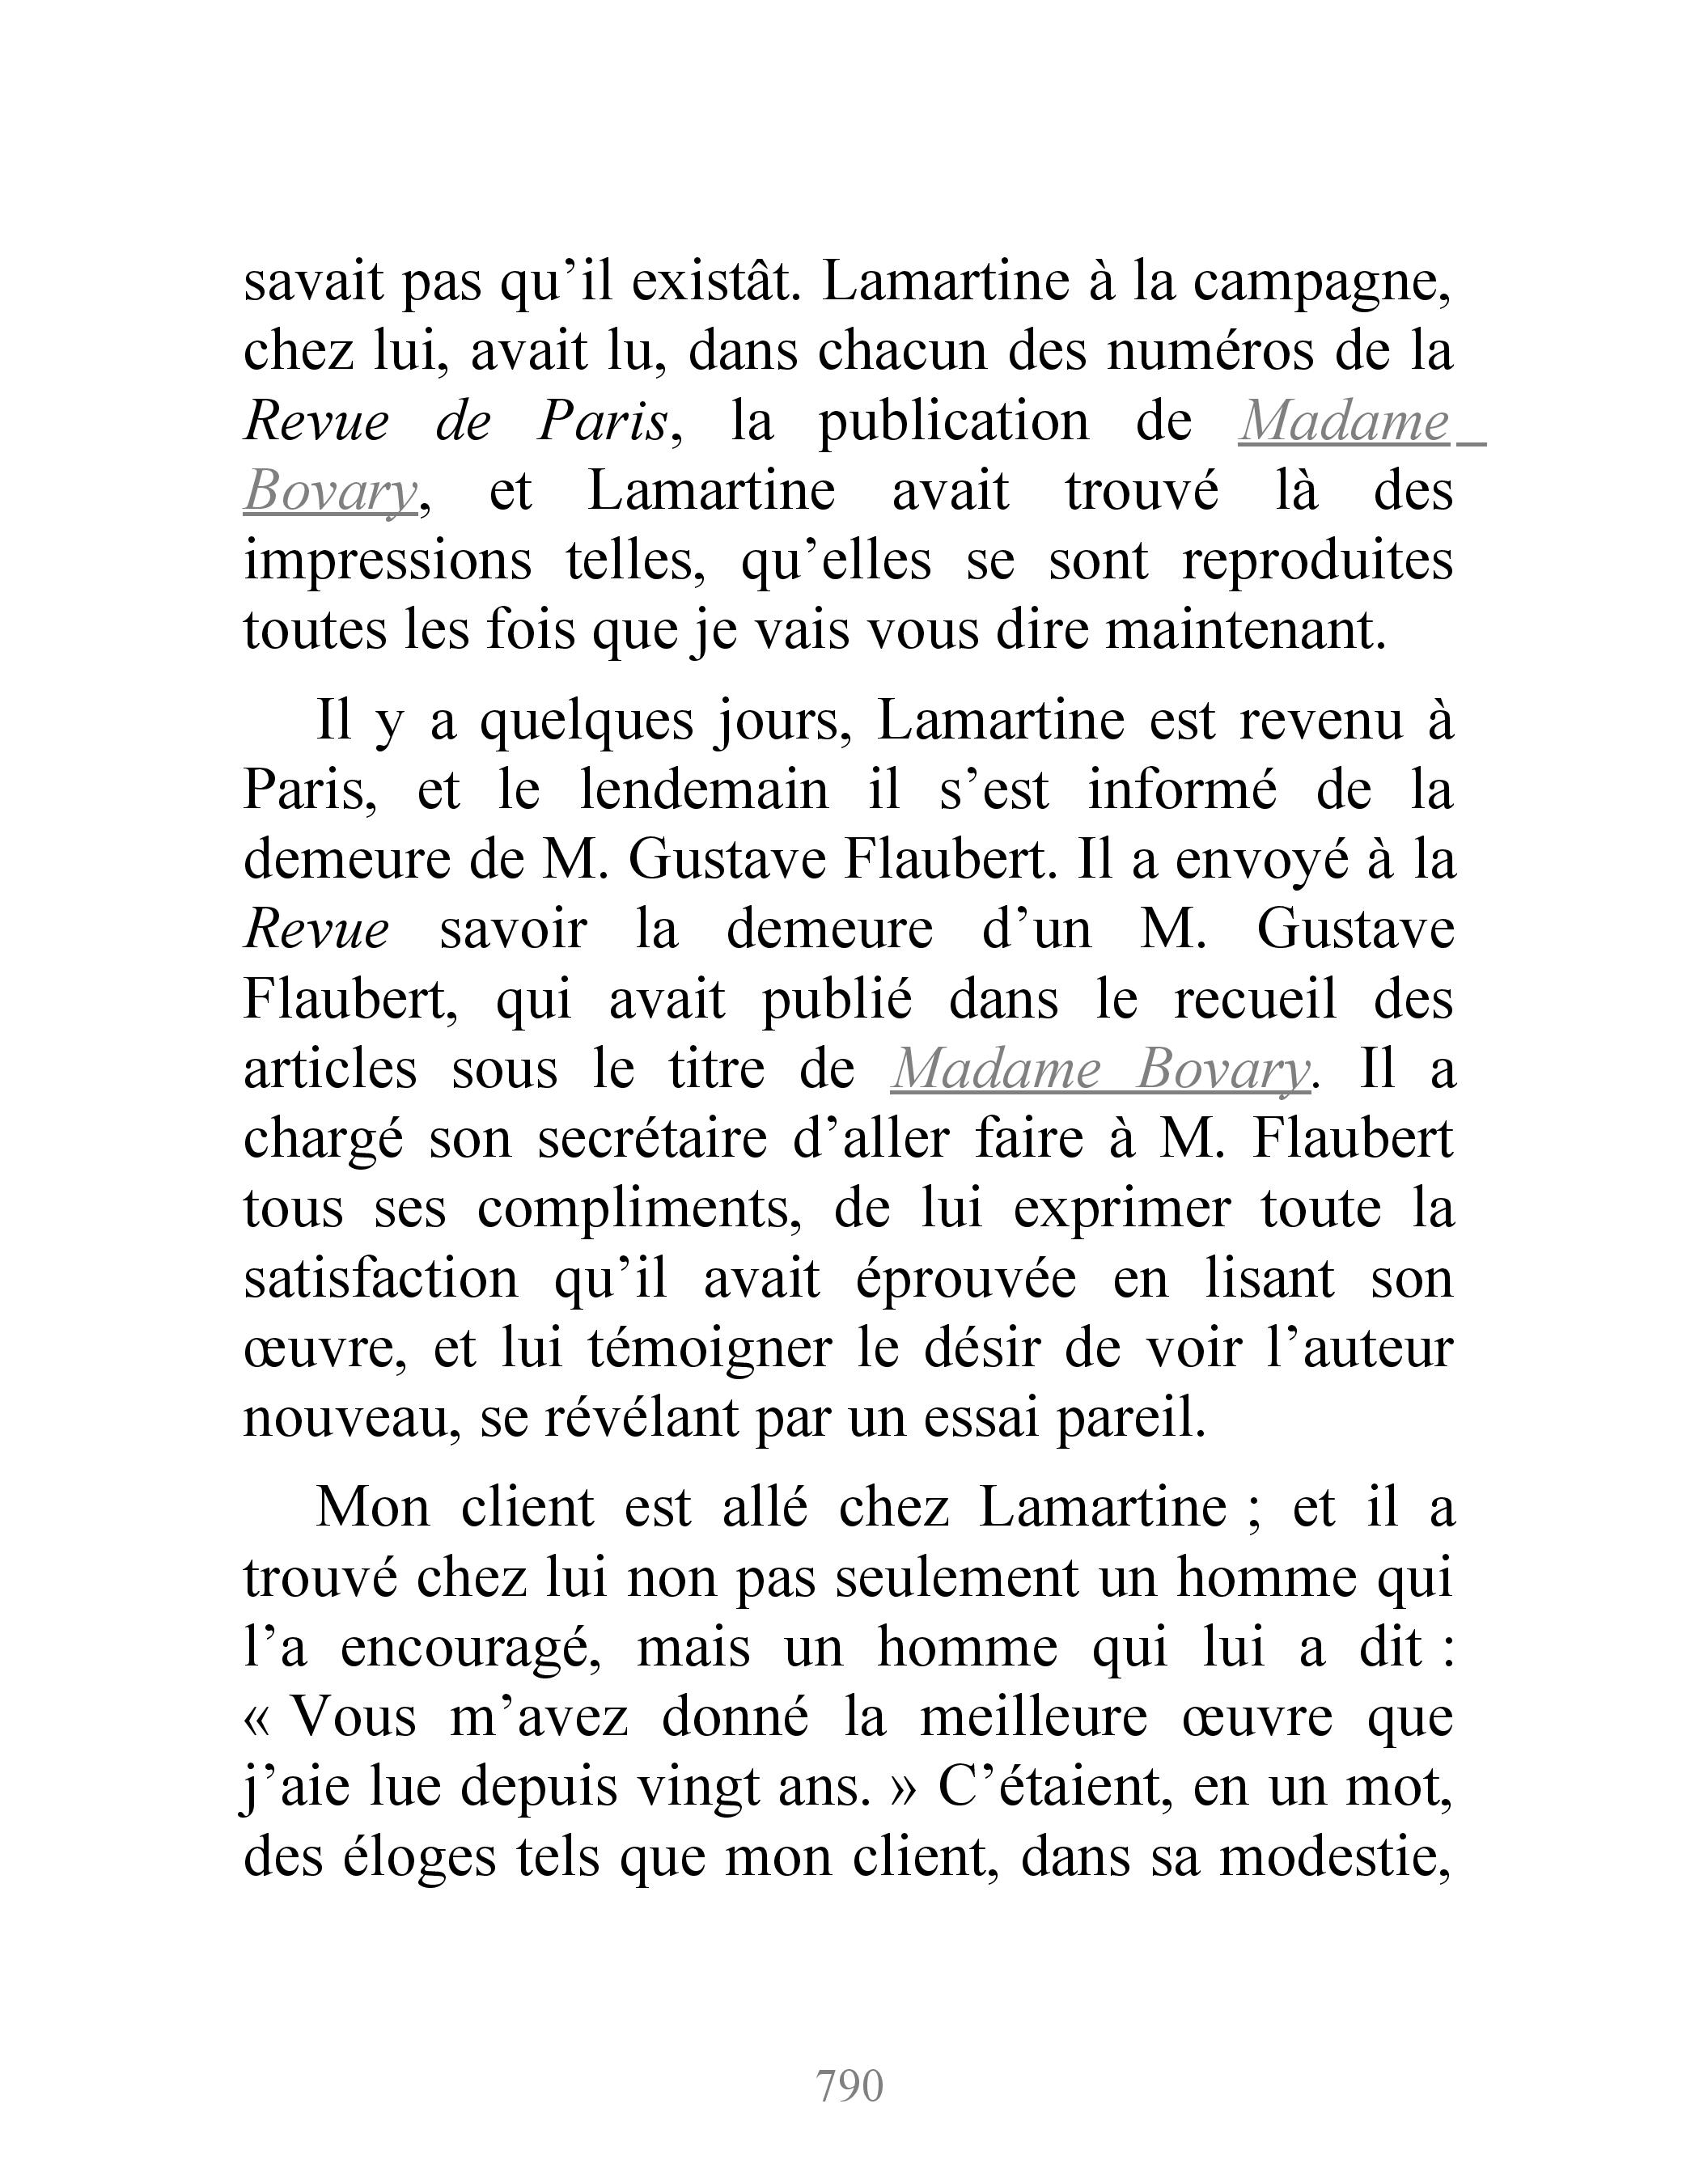 savait pas qu’il existât. Lamartine à la campagne,
chez lui, avait lu, dans chacun des numéros de la
Revue de Paris, la publication de Madame
Bovary, et Lamartine avait trouvé là des
impressions telles, qu’elles se sont reproduites
toutes les fois que je vais vous dire maintenant.
Il y a quelques jours, Lamartine est revenu à
Paris, et le lendemain il s’est informé de la
demeure de M. Gustave Flaubert. Il a envoyé à la
Revue savoir la demeure d’un M. Gustave
Flaubert, qui avait publié dans le recueil des
articles sous le titre de Madame Bovary. Il a
chargé son secrétaire d’aller faire à M. Flaubert
tous ses compliments, de lui exprimer toute la
satisfaction qu’il avait éprouvée en lisant son
œuvre, et lui témoigner le désir de voir l’auteur
nouveau, se révélant par un essai pareil.
Mon client est allé chez Lamartine ; et il a
trouvé chez lui non pas seulement un homme qui
l’a encouragé, mais un homme qui lui a dit :
« Vous m’avez donné la meilleure œuvre que
j’aie lue depuis vingt ans. » C’étaient, en un mot,
des éloges tels que mon client, dans sa modestie,
790